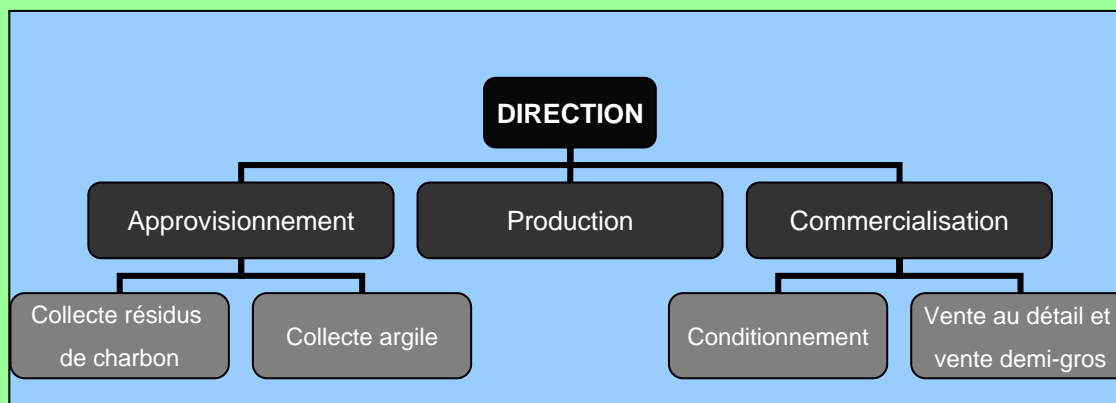 DIRECTION
Approvisionnement
Production
Commercialisation
Collecte résidus
de charbon
Collecte argile
Conditionnement
Vente au détail et
vente demi-gros